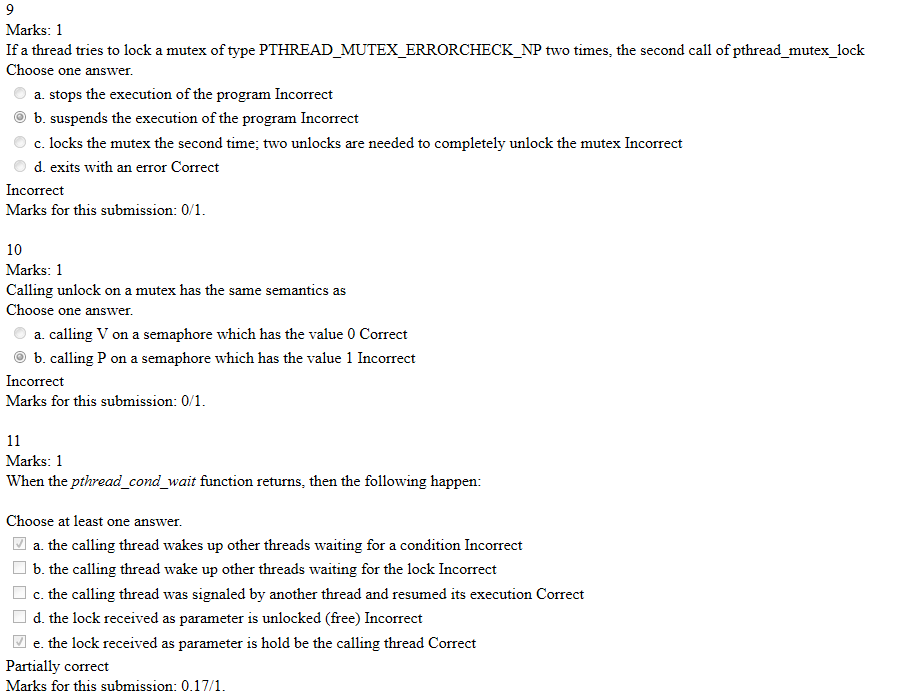 9
Marks: 1
If a thread tries to lock a mutex of type PTHREAD_MUTEX_ERRORCHECK_NP two times, the second call of pthread_mutex_lock
Choose one answer.
a. stops the execution of the program Incorrect
b. suspends the execution of the program Incorrect
c. locks the mutex the second time; two unlocks are needed to completely unlock the mutex Incorrect
d. exits with an error Correct
Incorrect
Marks for this submission: 0/1.
10
Marks: 1
Calling unlock on a mutex has the same semantics as
Choose one answer.
a. calling V on a semaphore which has the value 0 Correct
b. calling P on a semaphore which has the value 1 Incorrect
Incorrect
Marks for this submission: 0/1.
11
Marks: 1
When the pthread_cond_wait function returns, then the following happen:
Choose at least one answer.
a. the calling thread wakes up other threads waiting for a condition Incorrect
b. the calling thread wake up other threads waiting for the lock Incorrect
c. the calling thread was signaled by another thread and resumed its execution Correct
d. the lock received as parameter is unlocked (free) Incorrect
e. the lock received as parameter is hold be the calling thread Correct
Partially correct
Marks for this submission: 0.17/1.